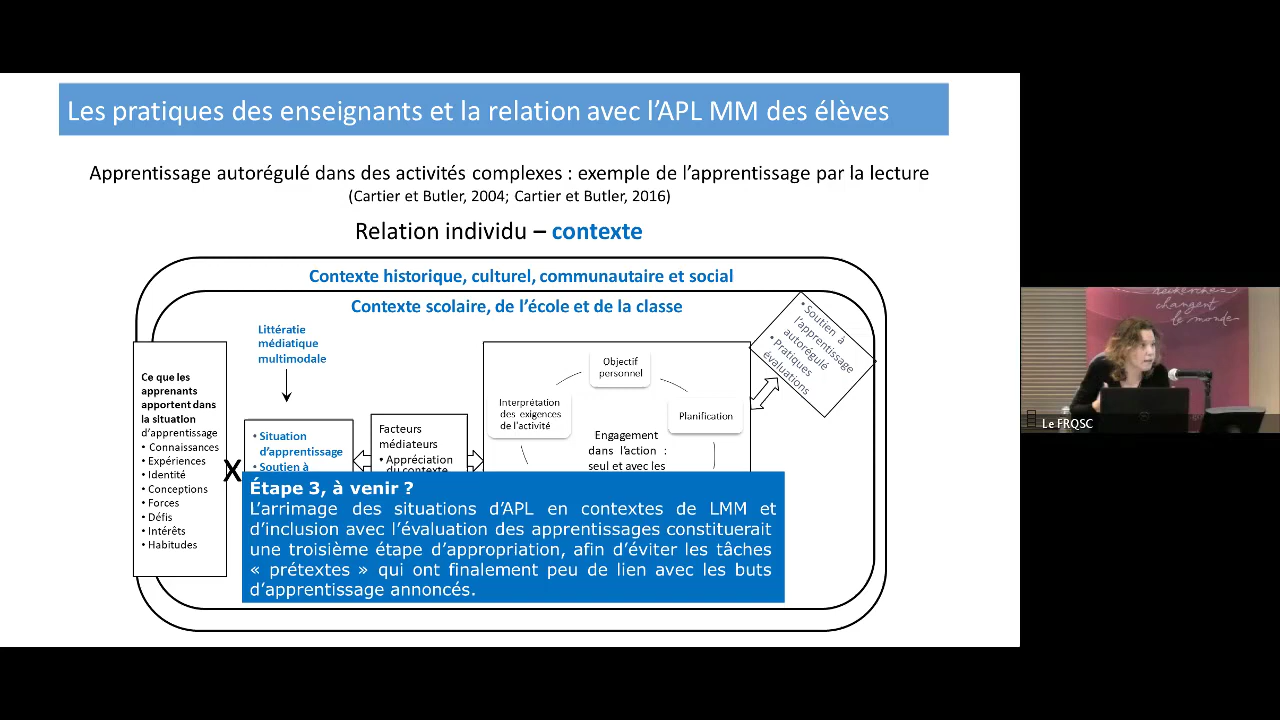 Les pratiques des enseignants et la relation avec l'APL MM des élèves
Apprentissage autorégulé dans des activités complexes : exemple de l'apprentissage par la lecture
(Cartier et Butler, 2004; Cartier et Butler, 2016)
Relation individu – contexte
Contexte historique, culturel, communautaire et social
Contexte scolaire, de l'école et de la classe
Littératie
médiatique
multimodale
Ce que les
apprenants
apportent dans
la situation
d'apprentissage
• Connaissances
• Expériences
• Identité
• Conceptions
• Forces
• Défis
• Intérêts
• Habitudes
X
• Situation
d'apprentissage
• Soutien à
Facteurs
médiateurs
• Appréciation
du contexte
Objectif
personnel
Interprétation
des exigences
de l'activité
Planification
Engagement
dans l'action :
seul et avec les
• Soutien à
l'apprentissage
autorégulé
• Pratiques
évaluations
Étape 3, à venir ?
L'arrimage des situations d'APL en contextes de LMM et
d'inclusion avec l'évaluation des apprentissages constituerait
une troisième étape d'appropriation, afin d'éviter les tâches
« prétextes » qui ont finalement peu de lien avec les buts
d'apprentissage annoncés.
changent
le monde
Le FRQSC